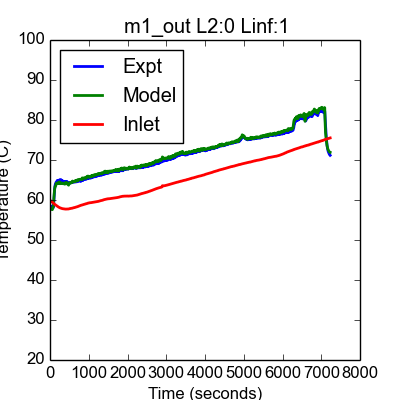 m1_out L2:0 Linf:1
100
90
80
70
60
50
40
30
20
Expt
Model
Inlet
Temperature (C)
0 1000 2000 3000 4000 5000 6000 7000 8000
Time (seconds)